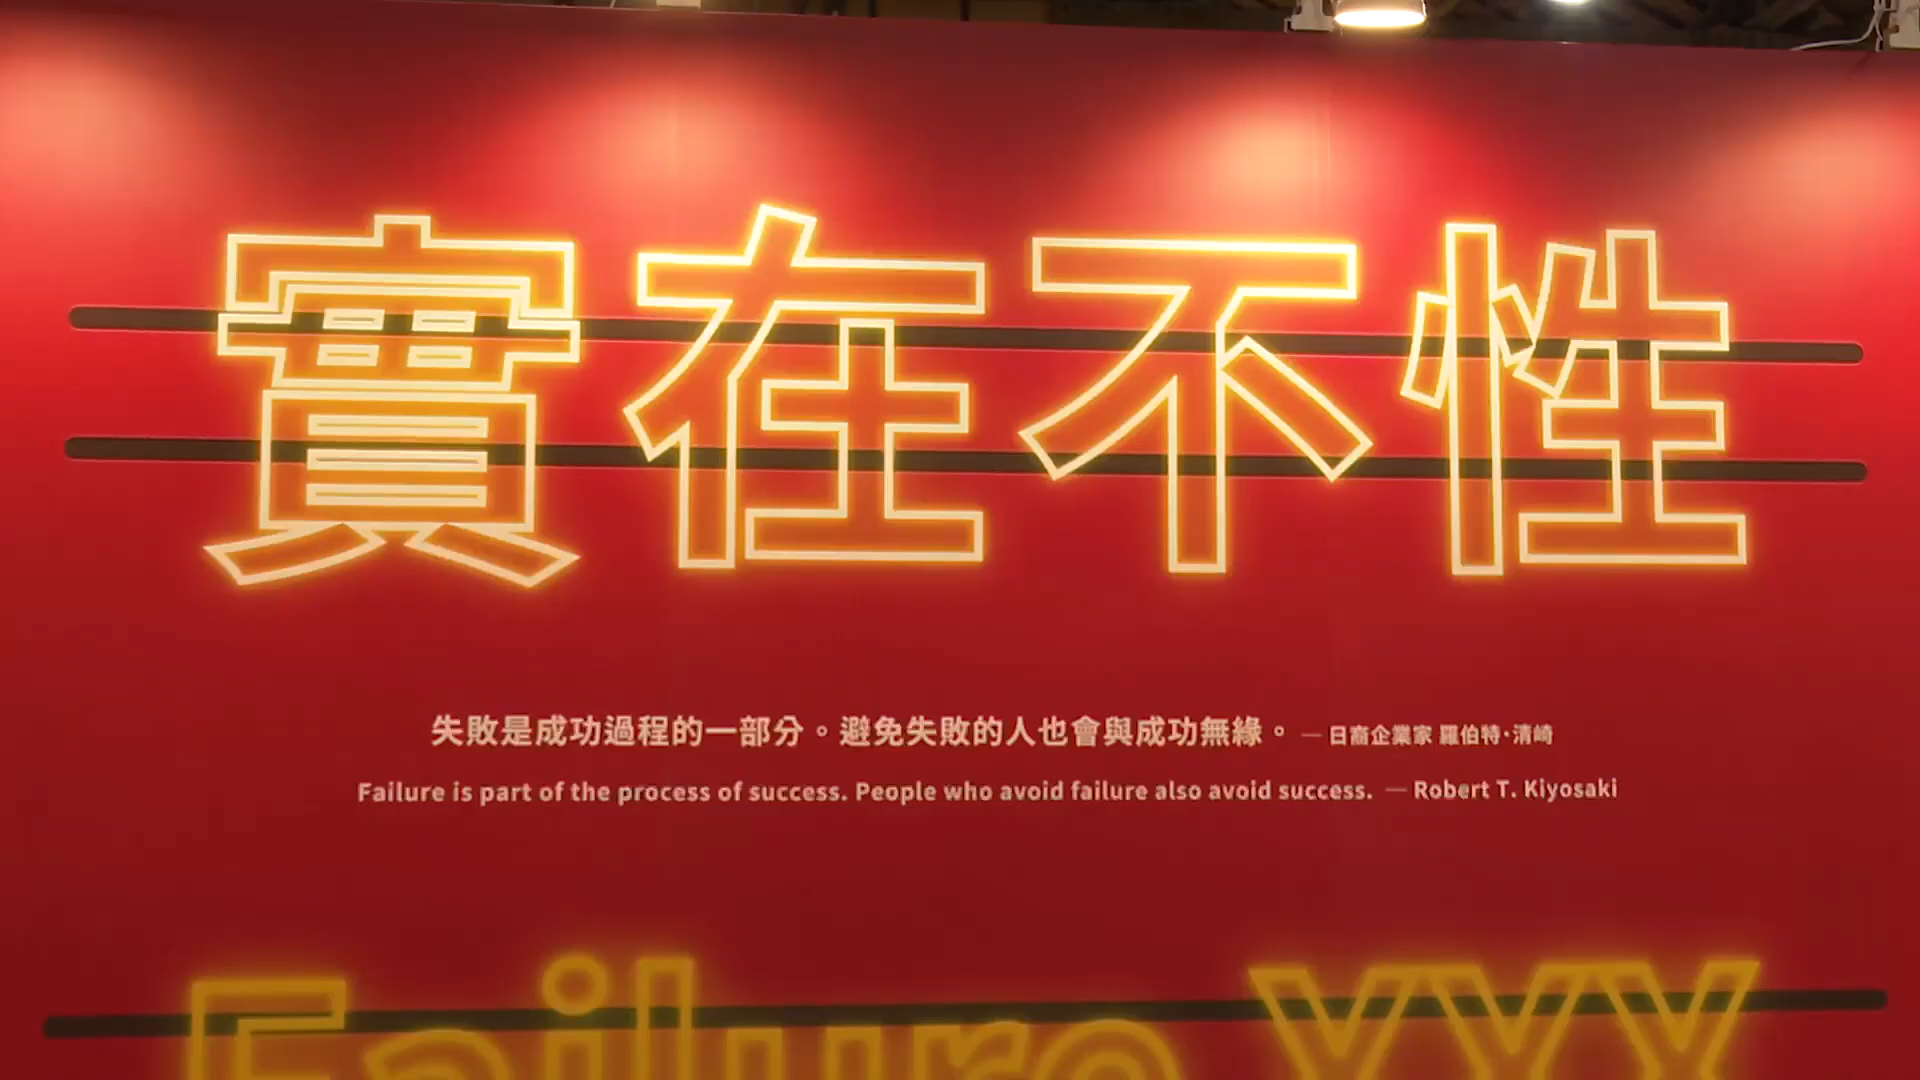 實在不性
失敗是成功過程的一部分。避免失敗的人也會與成功無緣。 — 日裔企業家 羅伯特·清崎
Failure is part of the process of success. People who avoid failure also avoid success. — Robert T. Kiyosaki
Failure XXX